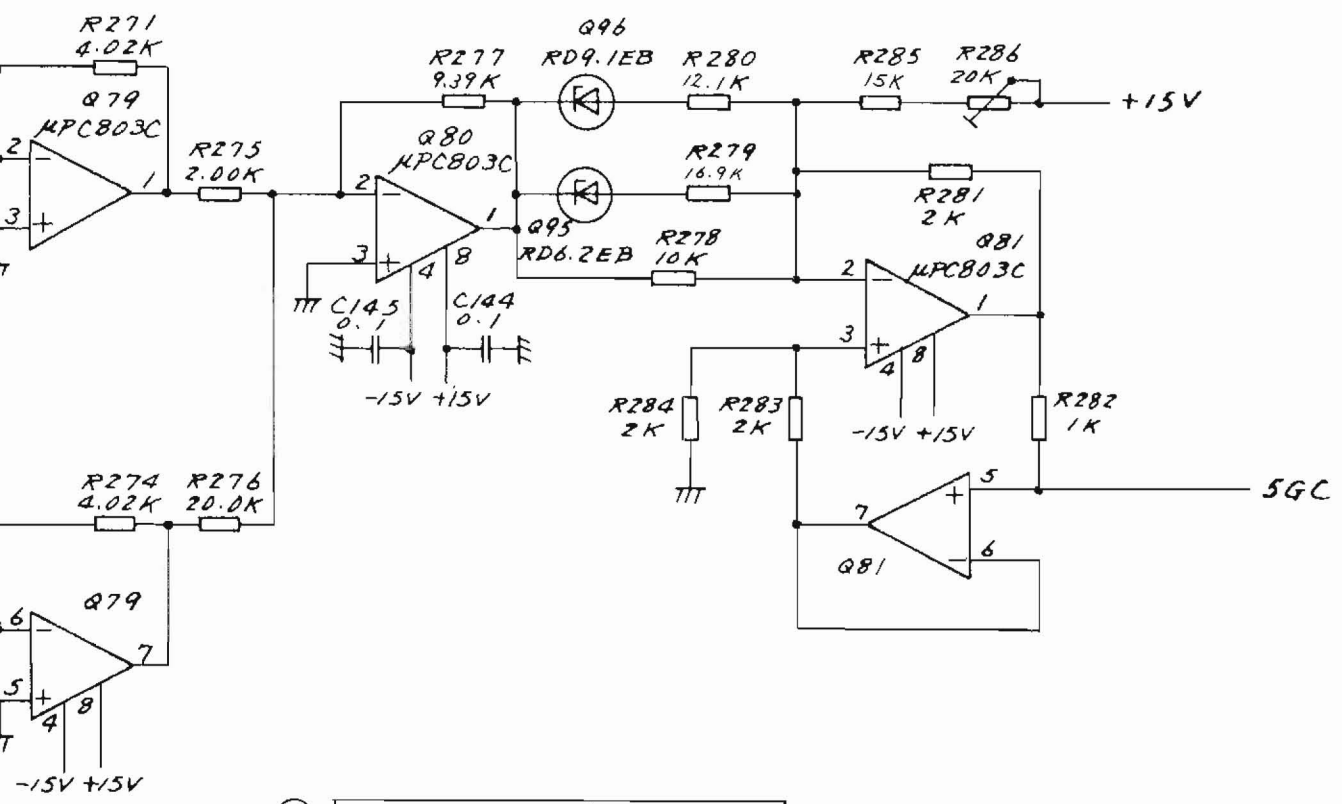 R271
4.02K
Q79
μPC803C
2
3
1
R275
2.00K
R277
9.39K
Q80
μPC803C
2
3
1
4
8
C145
0.1
C144
0.1
-15V +15V
Q96
RD9.1EB
R280
12.1K
Q95
RD6.2EB
R279
16.9K
R278
10K
R285
15K
R286
20K
+15V
R281
2K
Q81
μPC803C
2
3
1
4
8
-15V +15V
R284
2K
R283
2K
R282
1K
5
6
7
Q81
5GC
R274
4.02K
R276
20.0K
Q79
6
5
7
4
8
-15V +15V